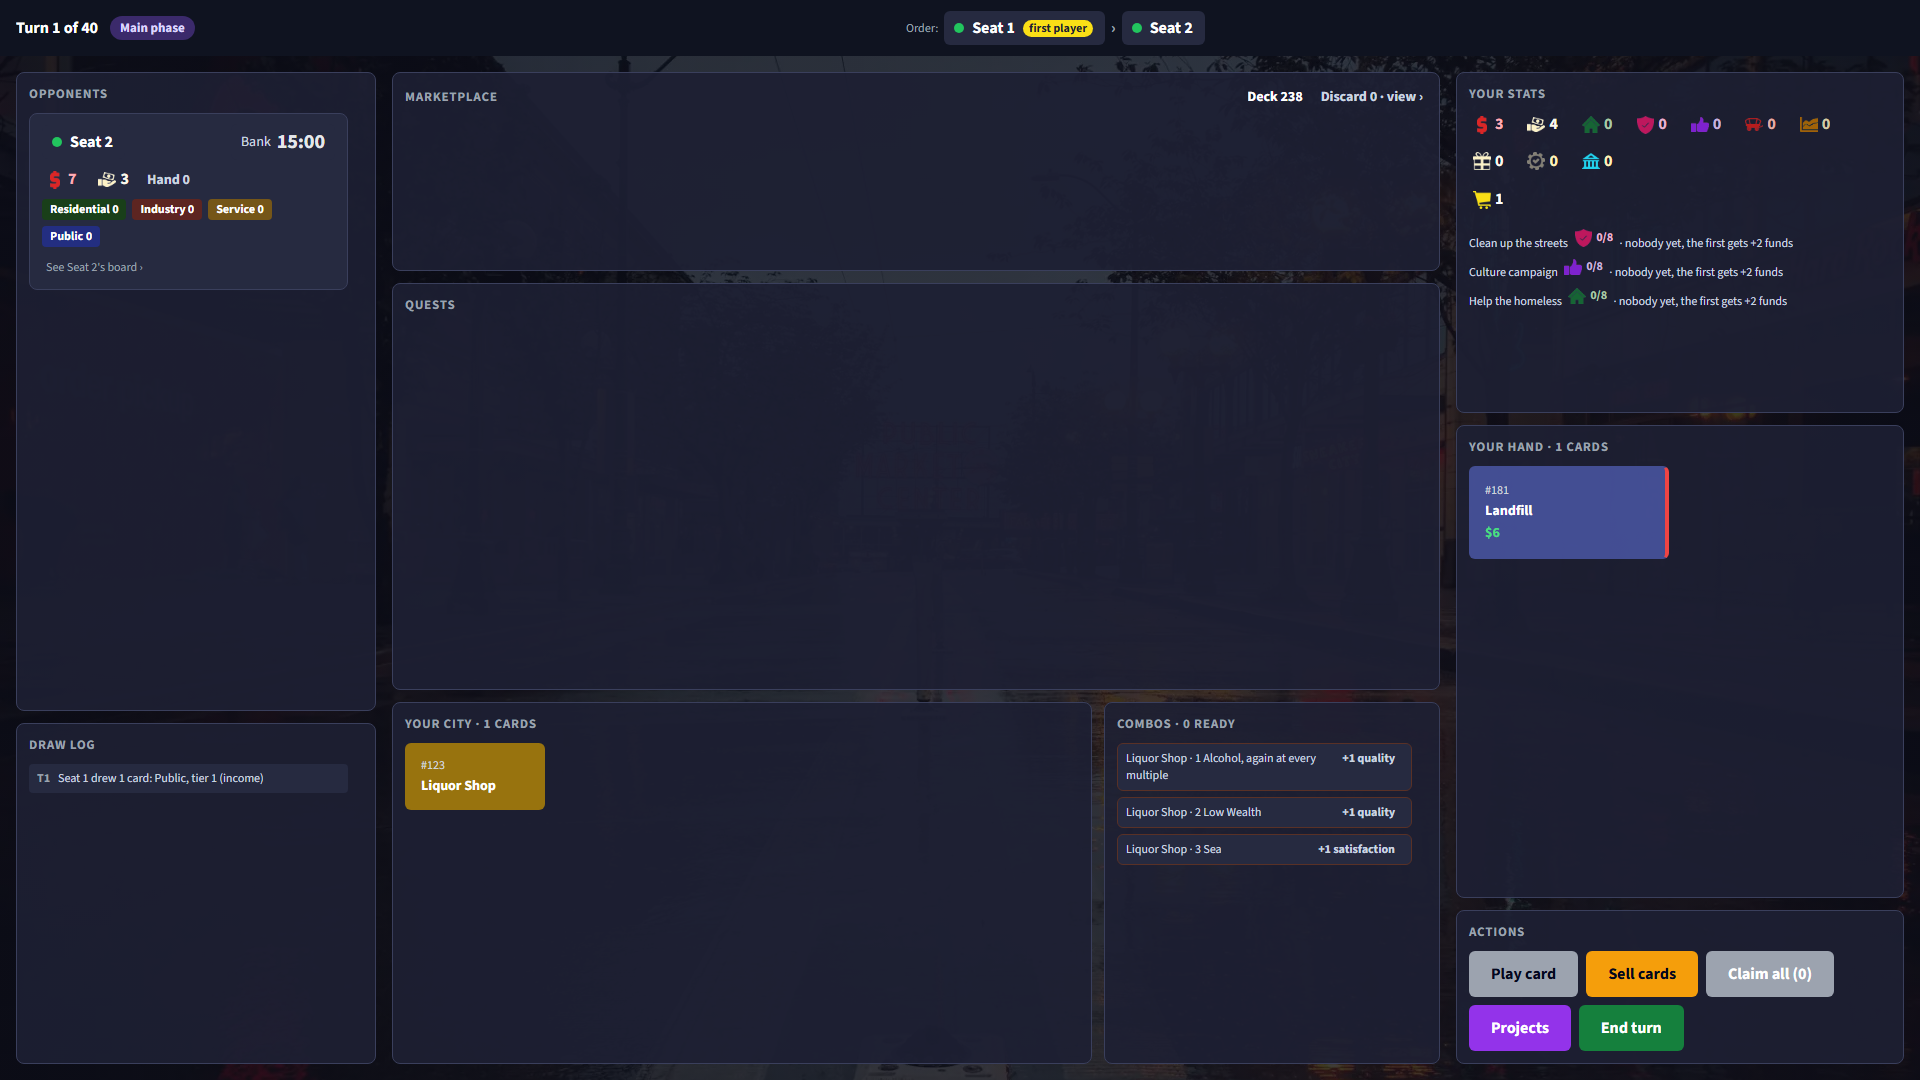 Turn 1 of 40
Main phase
Order:
Seat 1
first player
›
Seat 2
OPPONENTS
Seat 2
Bank 15:00
7
3
Hand 0
Residential 0
Industry 0
Service 0
Public 0
See Seat 2's board ›
DRAW LOG
T1 Seat 1 drew 1 card: Public, tier 1 (income)
MARKETPLACE
Deck 238
Discard 0 · view ›
QUESTS
YOUR CITY · 1 CARDS
#123
Liquor Shop
COMBOS · 0 READY
Liquor Shop · 1 Alcohol, again at every
multiple
+1 quality
Liquor Shop · 2 Low Wealth
+1 quality
Liquor Shop · 3 Sea
+1 satisfaction
YOUR STATS
3
4
0
0
0
0
0
0
0
0
1
Clean up the streets 0/8 · nobody yet, the first gets +2 funds
Culture campaign 0/8 · nobody yet, the first gets +2 funds
Help the homeless 0/8 · nobody yet, the first gets +2 funds
YOUR HAND · 1 CARDS
#181
Landfill
$6
ACTIONS
Play card
Sell cards
Claim all (0)
Projects
End turn